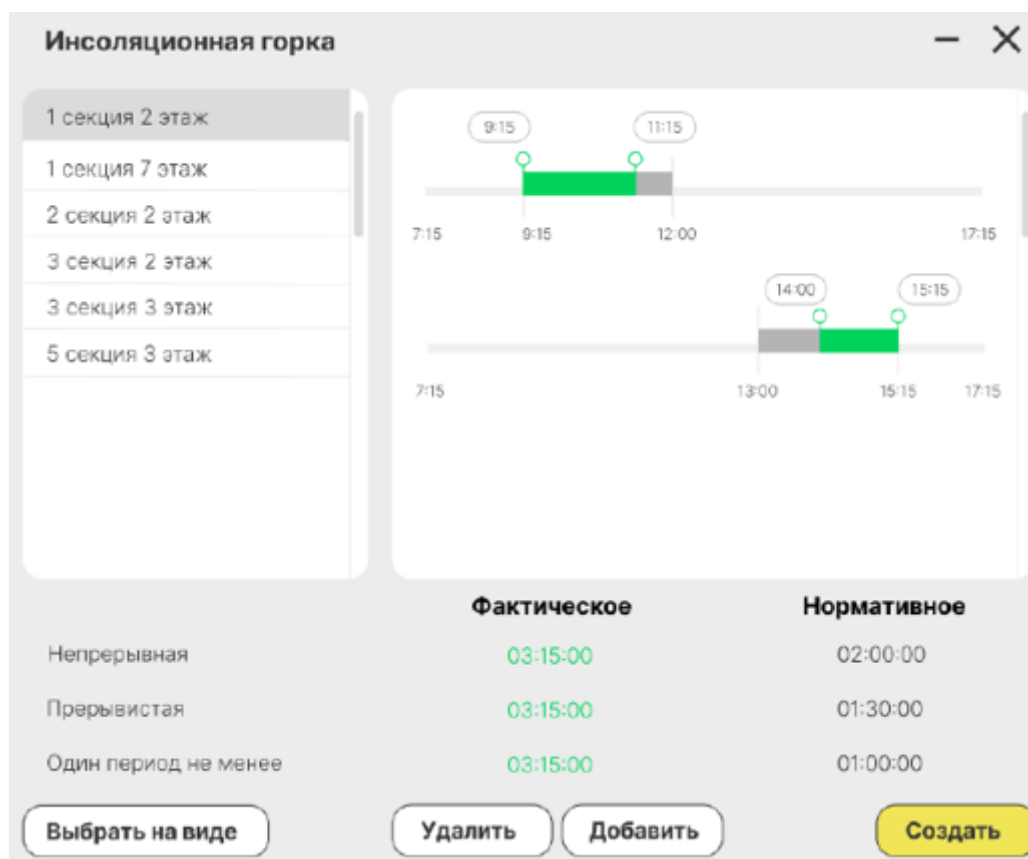 Инсоляционная горка
1 секция 2 этаж
1 секция 7 этаж
2 секция 2 этаж
3 секция 2 этаж
3 секция 3 этаж
5 секция 3 этаж
9:15 11:15
7:15 9:15 12:00 17:15
14:00 15:15
7:15 13:00 15:15 17:15
Фактическое Нормативное
Непрерывная 03:15:00 02:00:00
Прерывистая 03:15:00 01:30:00
Один период не менее 03:15:00 01:00:00
Выбрать на виде Удалить Добавить Создать